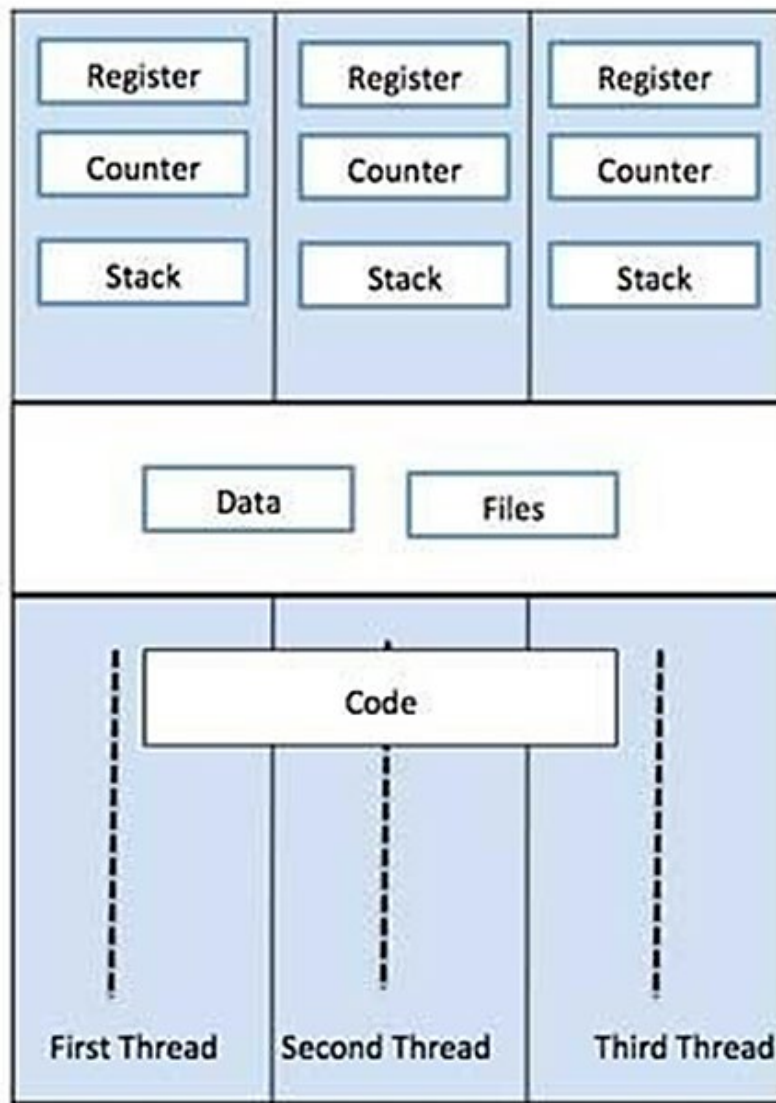 Register Register Register
Counter Counter Counter
Stack Stack Stack
Data Files
Code
First Thread Second Thread Third Thread